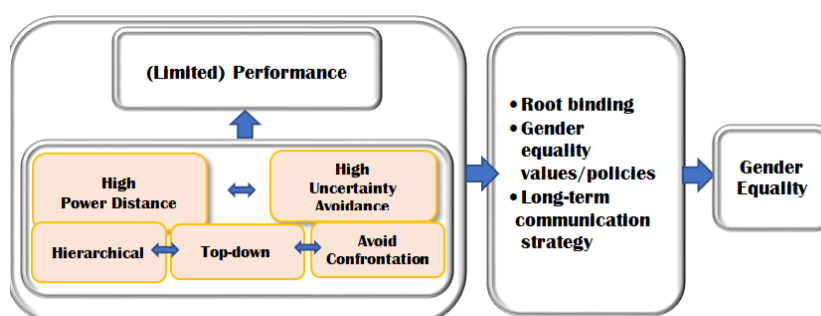 (Limited) Performance
High
Power Distance
High
Uncertainty
Avoidance
Hierarchical
Top-down
Avoid
Confrontation
• Root binding
• Gender
equality
values/policies
• Long-term
communication
strategy
Gender
Equality